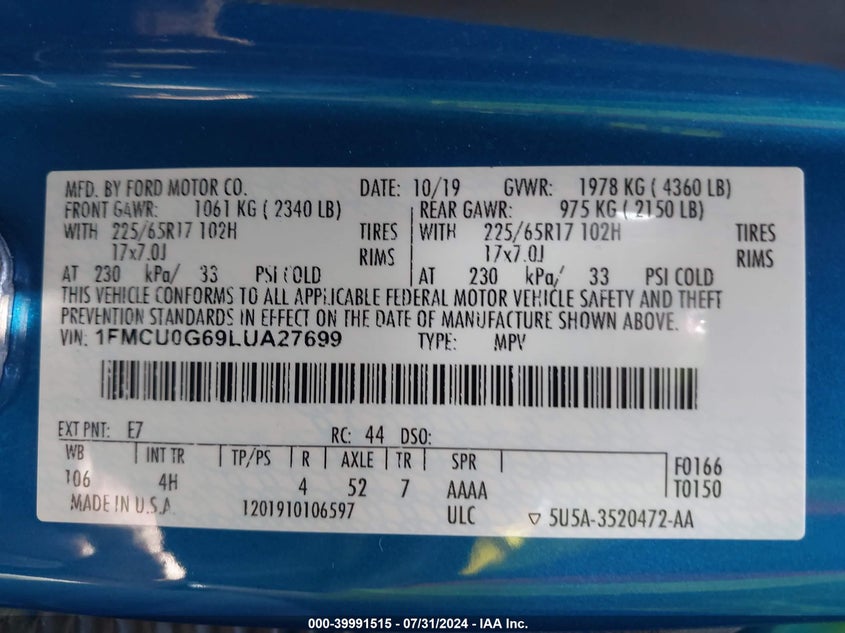 MFD. BY FORD MOTOR CO. DATE: 10/19 GVWR: 1978 KG ( 4360 LB)
FRONT GAWR: 1061 KG ( 2340 LB) REAR GAWR: 975 KG ( 2150 LB)
WITH 225/65R17 102H TIRES WITH 225/65R17 102H TIRES
17x7.0J RIMS 17x7.0J RIMS
AT 230 kPa/ 33 PSI COLD AT 230 kPa/ 33 PSI COLD
THIS VEHICLE CONFORMS TO ALL APPLICABLE FEDERAL MOTOR VEHICLE SAFETY AND THEFT
PREVENTION STANDARDS IN EFFECT ON THE DATE OF MANUFACTURE SHOWN ABOVE.
VIN: 1FMCU0G69LUA27699 TYPE: MPV
EXT PNT: E7 RC: 44 DSO:
WB INT TR TP/PS R AXLE TR SPR F0166
106 4H 4 52 7 AAAA T0150
MADE IN U.S.A. 1201910106597 ULC ▽ 5U5A-3520472-AA
000-39991515 - 07/31/2024 - IAA Inc.